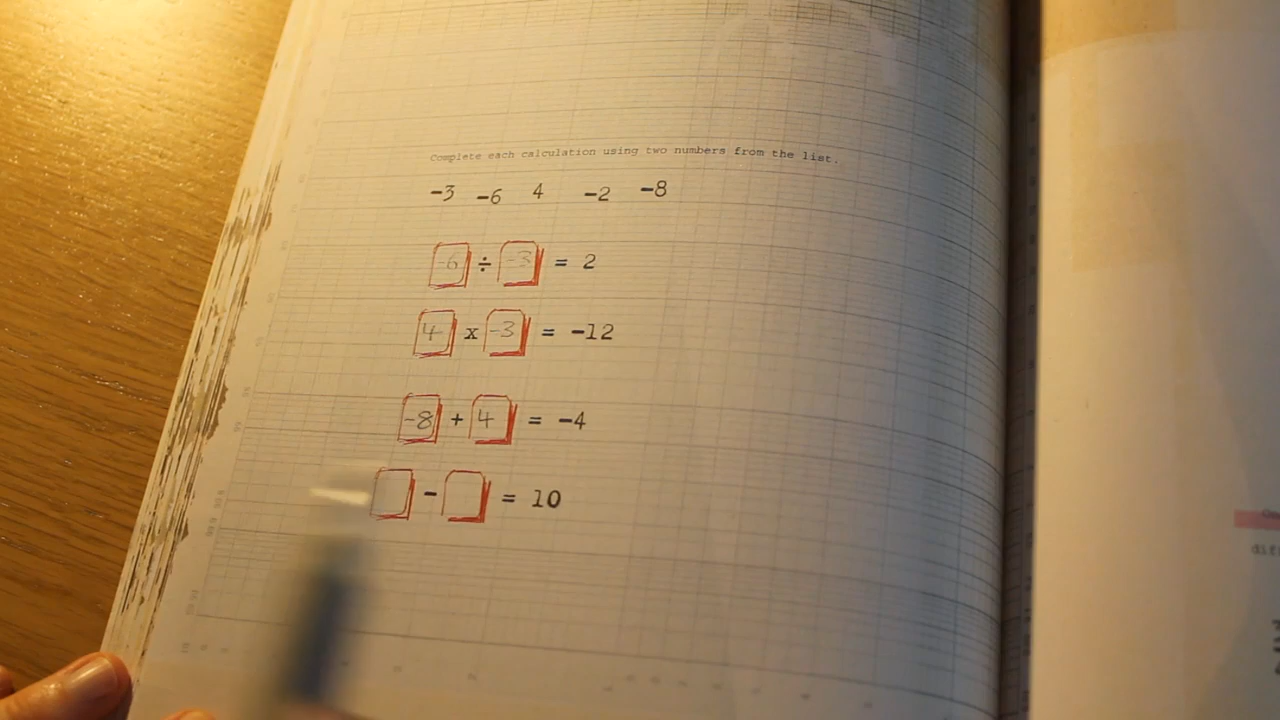 Complete each calculation using two numbers from the list.
-3 -6 4 -2 -8
-6 ÷ -3 = 2
4 x -3 = -12
-8 + 4 = -4
- = 10